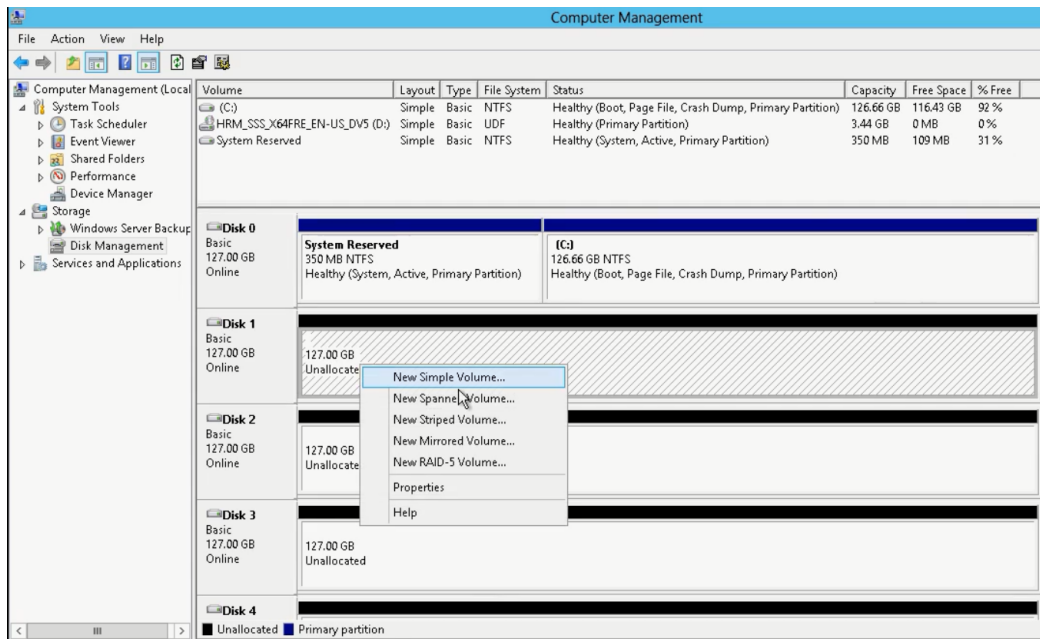 Computer Management
File Action View Help
Computer Management (Local
System Tools
Task Scheduler
Event Viewer
Shared Folders
Performance
Device Manager
Storage
Windows Server Backup
Disk Management
Services and Applications
Volume Layout Type File System Status Capacity Free Space % Free
(C:) Simple Basic NTFS Healthy (Boot, Page File, Crash Dump, Primary Partition) 126.66 GB 116.43 GB 92 %
HRM_SSS_X64FRE_EN-US_DV5 (D:) Simple Basic UDF Healthy (Primary Partition) 3.44 GB 0 MB 0 %
System Reserved Simple Basic NTFS Healthy (System, Active, Primary Partition) 350 MB 109 MB 31 %
Disk 0
Basic
127.00 GB
Online
System Reserved
350 MB NTFS
Healthy (System, Active, Primary Partition)
(C:)
126.66 GB NTFS
Healthy (Boot, Page File, Crash Dump, Primary Partition)
Disk 1
Basic
127.00 GB
Online
127.00 GB
Unallocate
New Simple Volume...
New Spanned Volume...
New Striped Volume...
New Mirrored Volume...
New RAID-5 Volume...
Properties
Help
Disk 2
Basic
127.00 GB
Online
127.00 GB
Unallocate
Disk 3
Basic
127.00 GB
Online
127.00 GB
Unallocated
Disk 4
Unallocated Primary partition